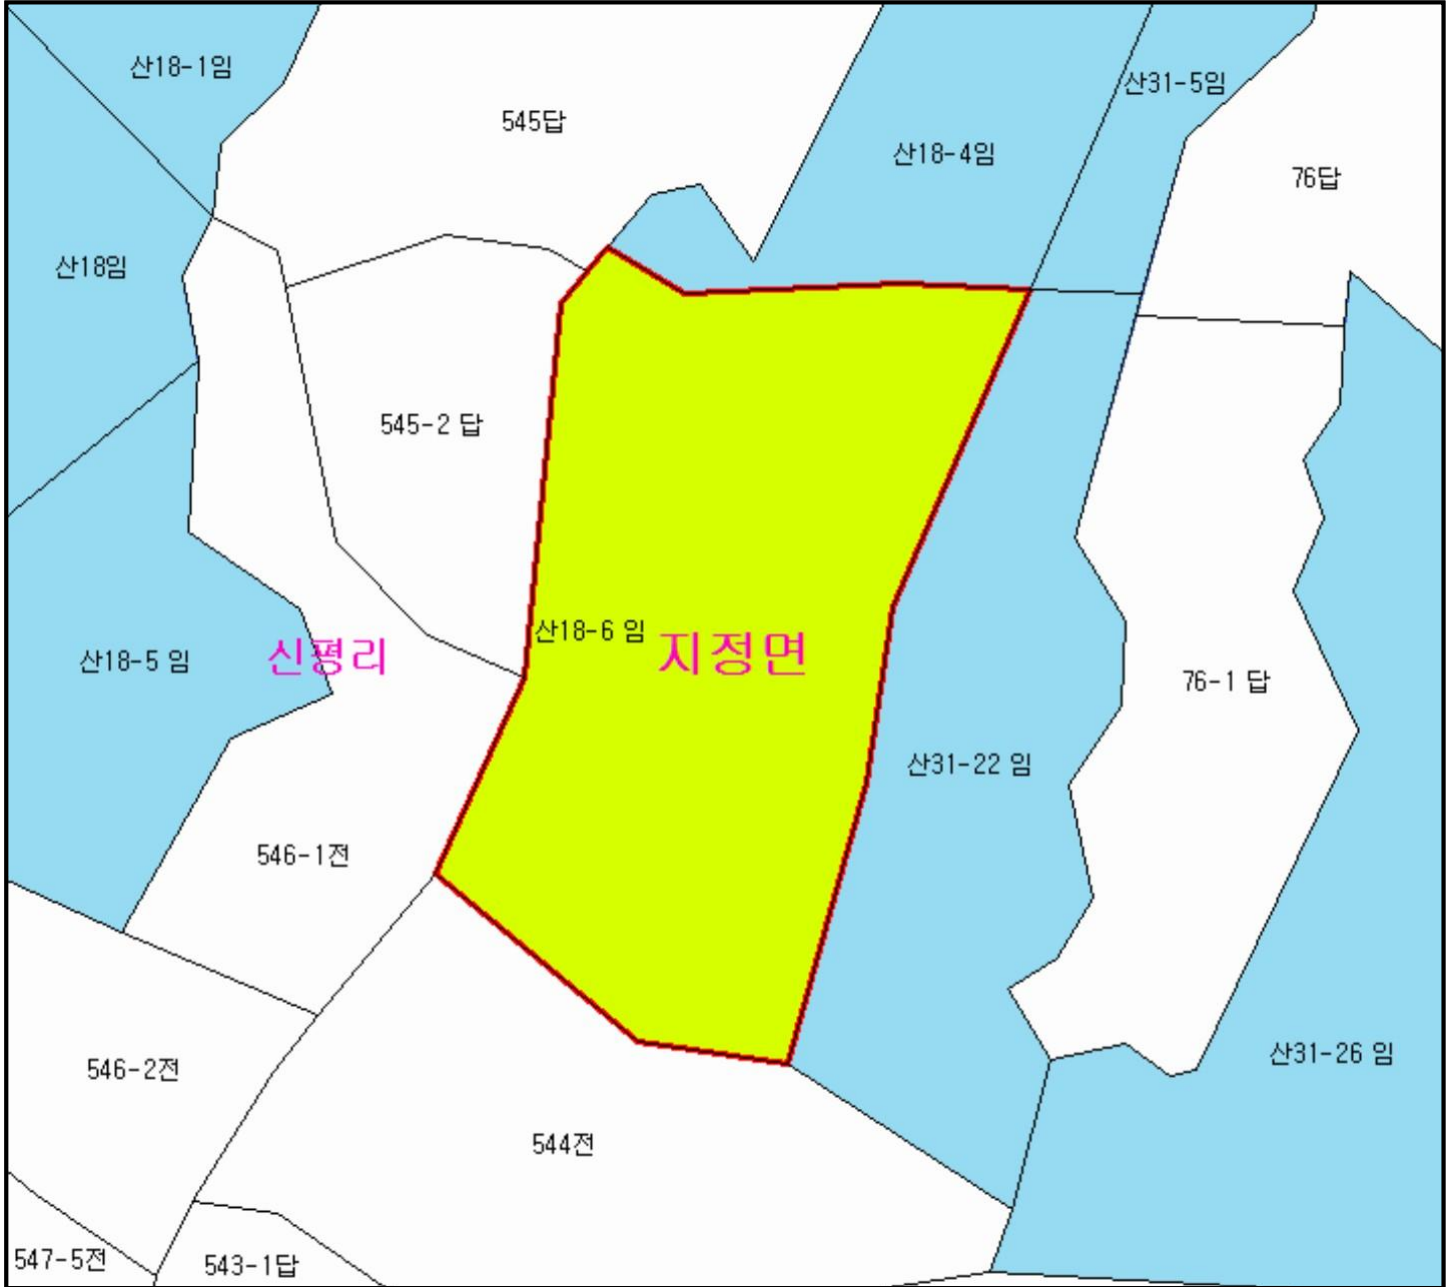 산18-1임
산31-5임
545답
산18-4임
76답
산18임
545-2 답
산18-6 임
지정면
신평리
산18-5 임
76-1 답
산31-22 임
546-1전
산31-26 임
546-2전
544전
547-5전
543-1답